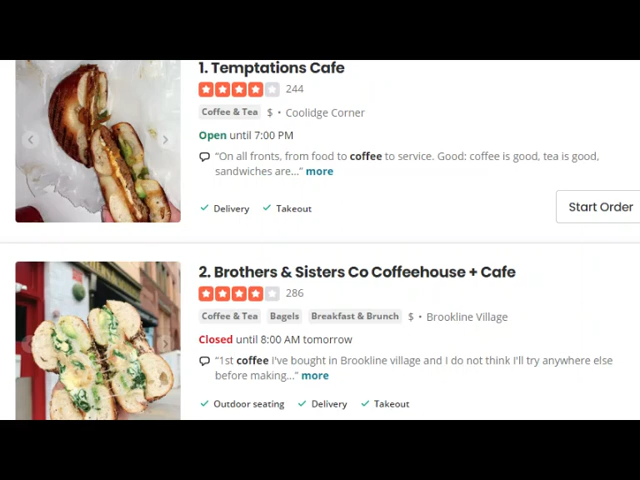 1. Temptations Cafe
244
Coffee & Tea $ • Coolidge Corner
Open until 7:00 PM
“On all fronts, from food to coffee to service. Good: coffee is good, tea is good,
sandwiches are...” more
Delivery Takeout
Start Order
2. Brothers & Sisters Co Coffeehouse + Cafe
286
Coffee & Tea Bagels Breakfast & Brunch $ • Brookline Village
Closed until 8:00 AM tomorrow
“1st coffee I've bought in Brookline village and I do not think I'll try anywhere else
before making...” more
Outdoor seating Delivery Takeout